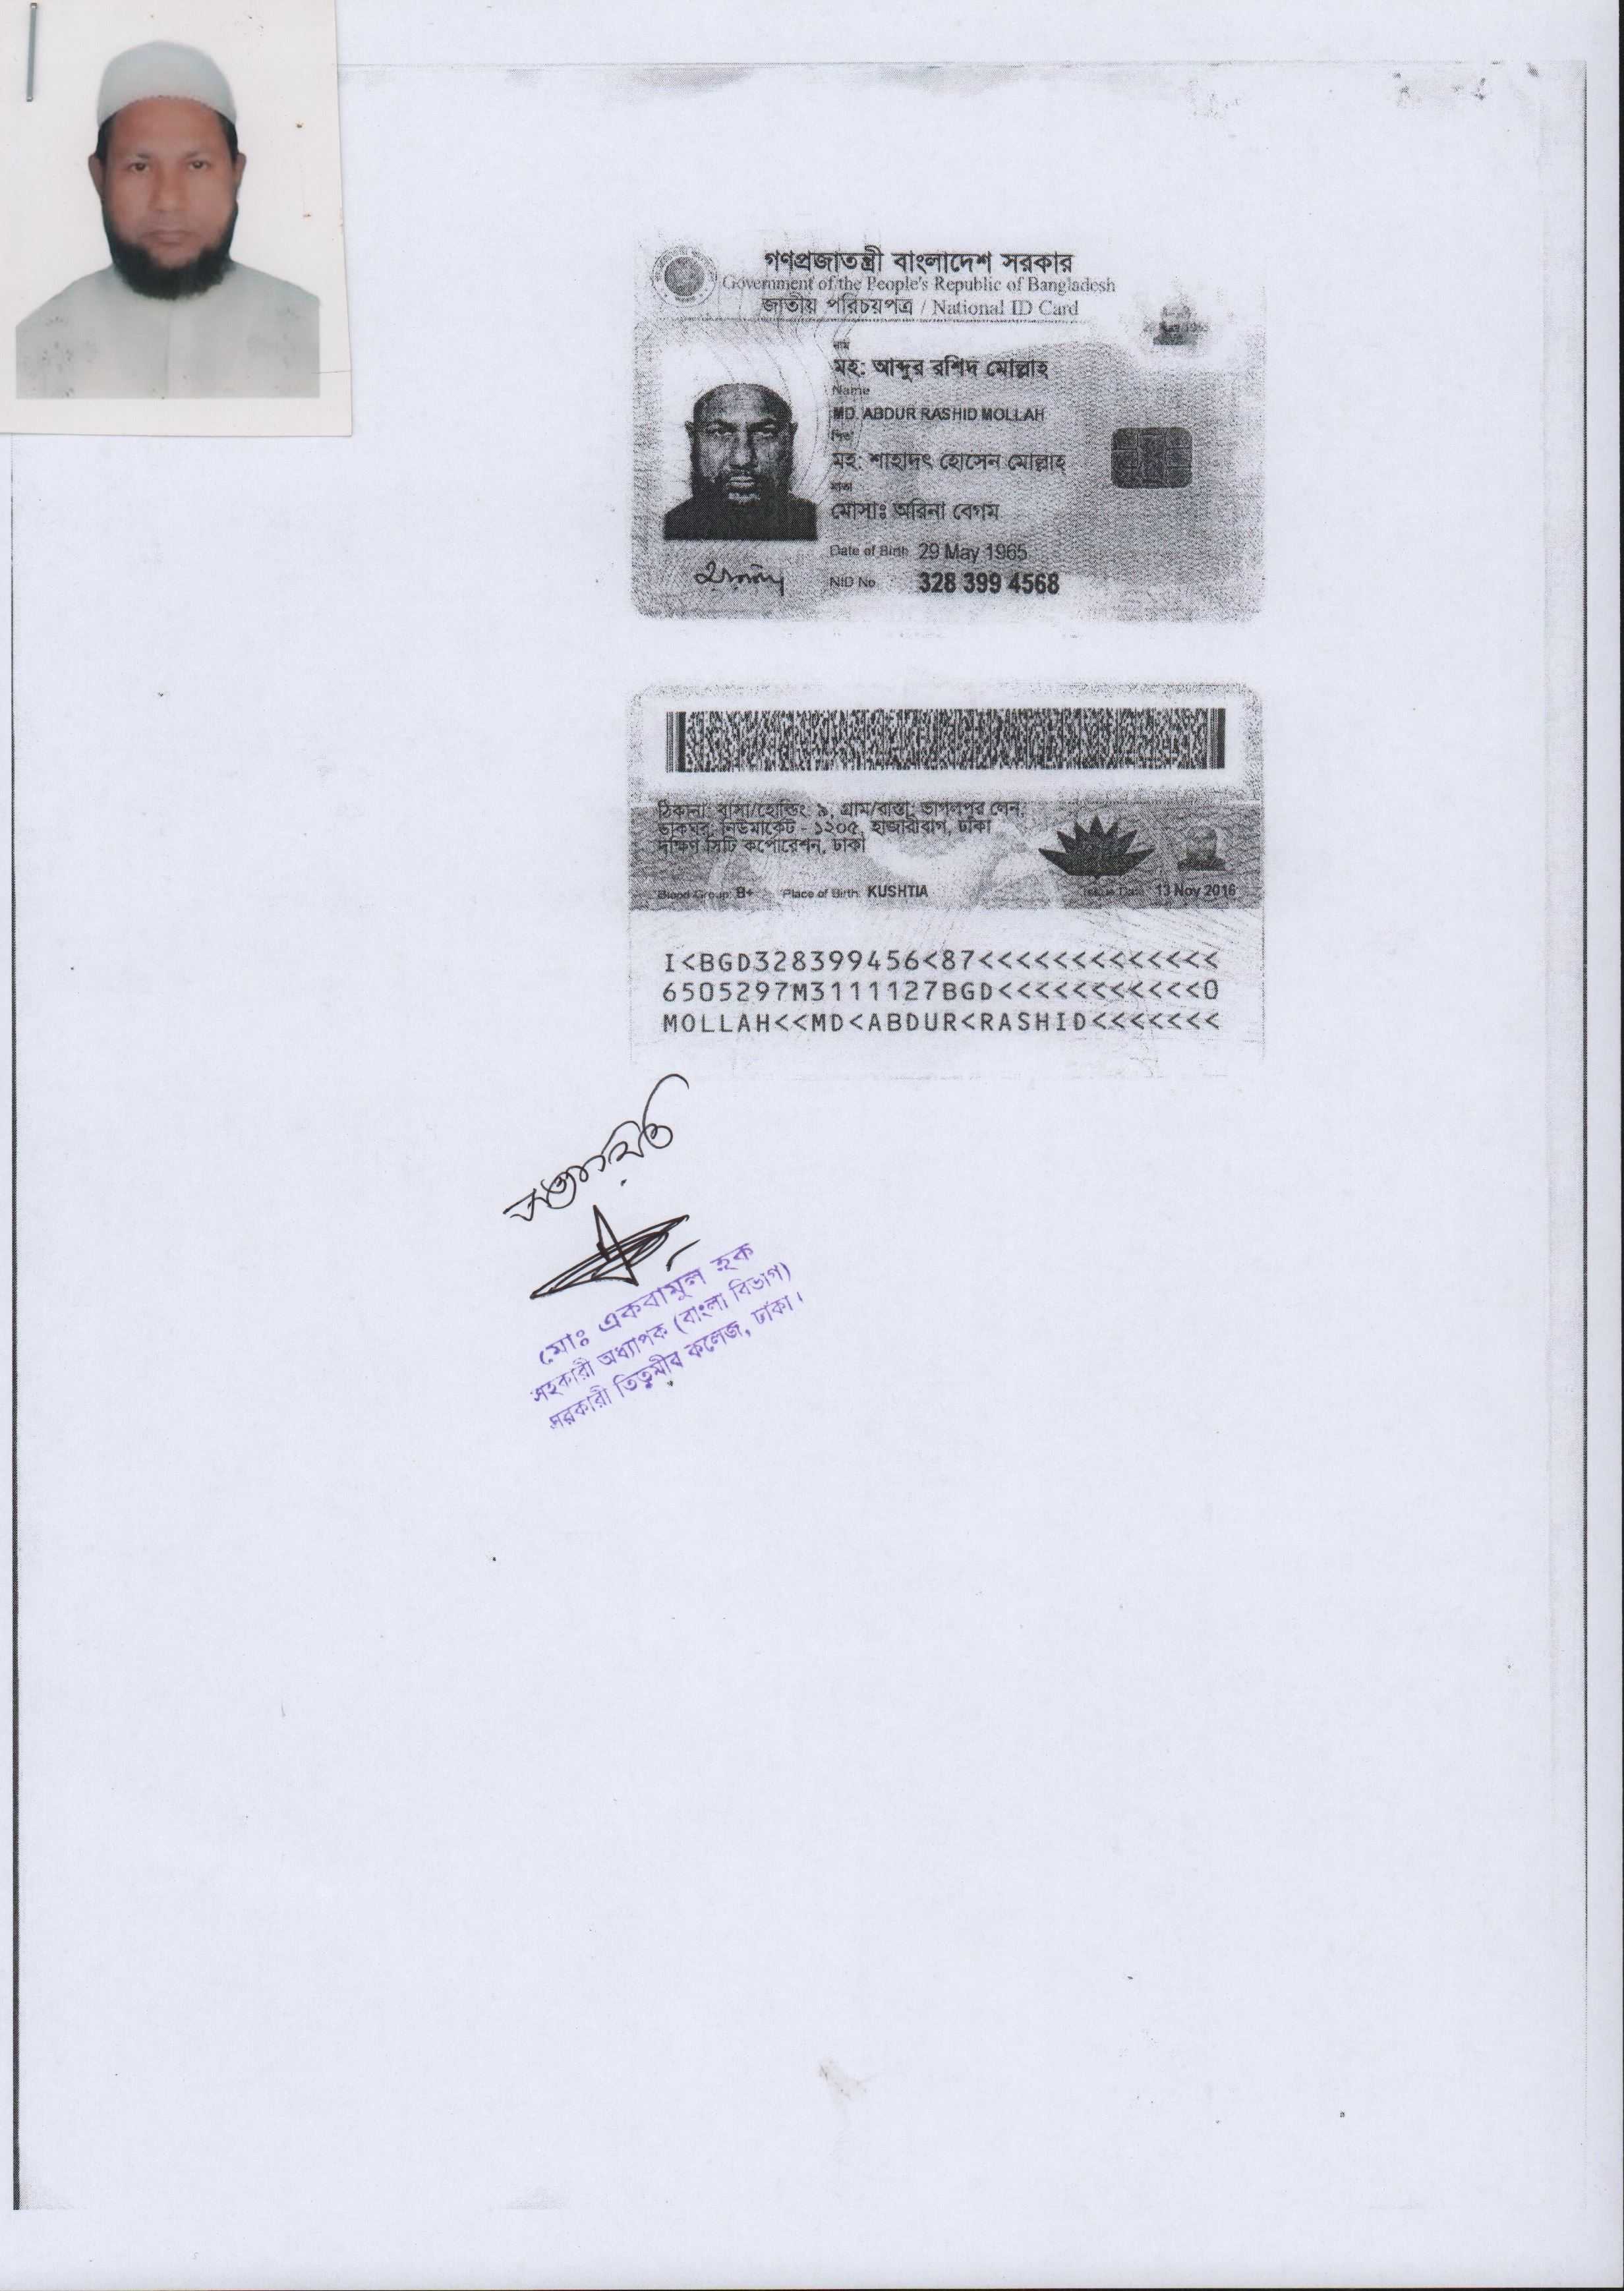 গণপ্রজাতন্ত্রী বাংলাদেশ সরকার
Government of the People's Republic of Bangladesh
জাতীয় পরিচয়পত্র / National ID Card
নাম
মহ: আব্দুর রশিদ মোল্লাহ
Name
MD. ABDUR RASHID MOLLAH
পিতা
মহ: শাহাদৎ হোসেন মোল্লাহ
মাতা
মোসাঃ অরিনা বেগম
Date of Birth 29 May 1965
NID No 328 399 4568
ঠিকানা: বাসা/হোল্ডিং: ৯, গ্রাম/রাস্তা: ভাগলপুর লেন,
ডাকঘর: নিউমার্কেট - ১২০৫, হাজারীবাগ, ঢাকা
দক্ষিণ সিটি কর্পোরেশন, ঢাকা
Blood Group: B+ Place of Birth: KUSHTIA Issue Date: 13 Nov 2016
I<BGD328399456<87<<<<<<<<<<<<<
6505297M3111127BGD<<<<<<<<<<<0
MOLLAH<<MD<ABDUR<RASHID<<<<<<<
সত্যায়িত
মোঃ একরামুল হক
সহকারী অধ্যাপক (বাংলা বিভাগ)
সরকারী তিতুমীর কলেজ, ঢাকা।